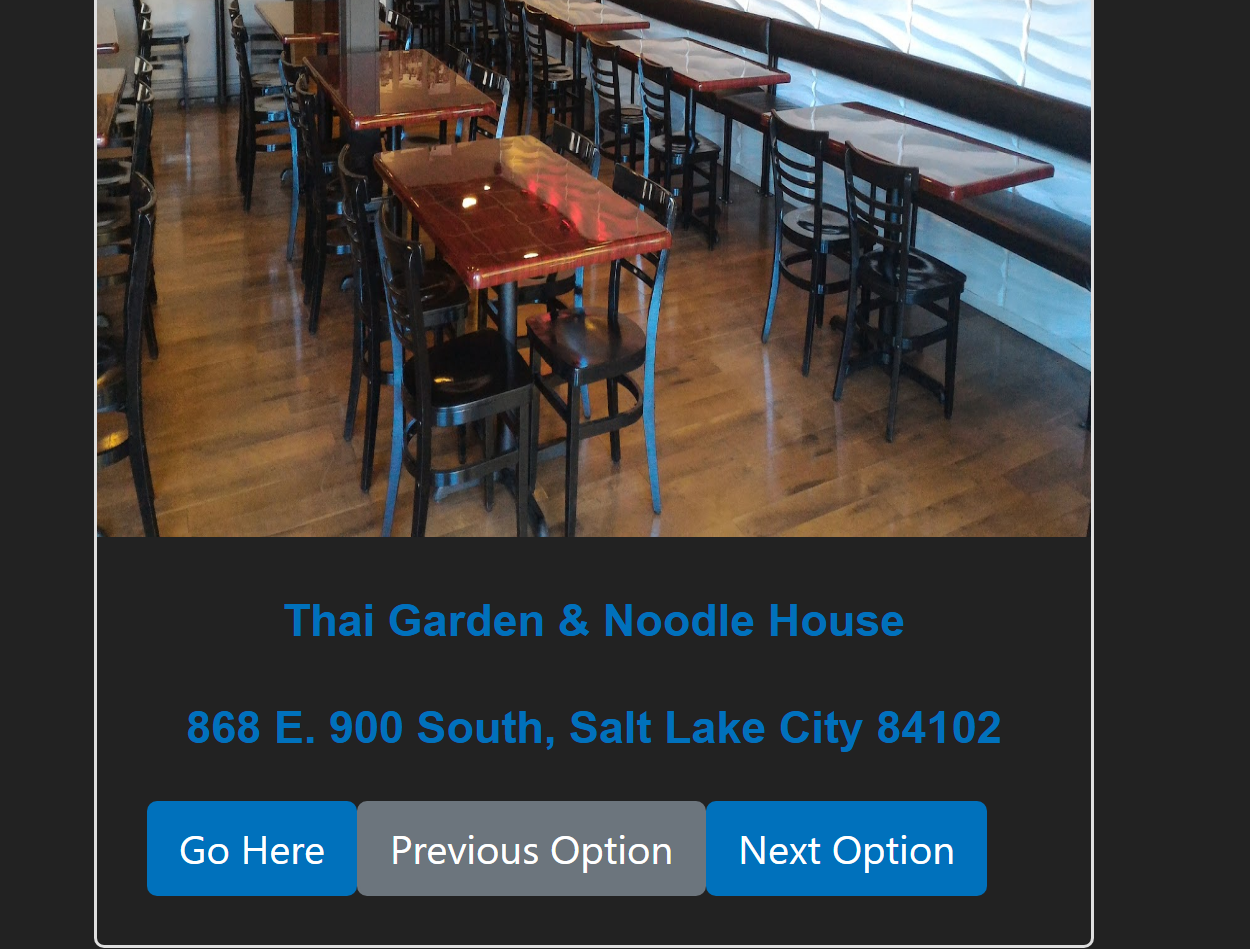 Thai Garden & Noodle House
868 E. 900 South, Salt Lake City 84102
Go Here Previous Option Next Option